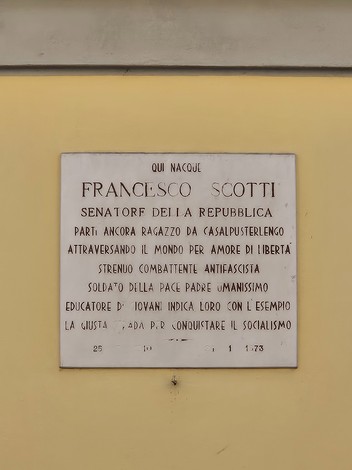 QUI NACQUE
FRANCESCO SCOTTI
SENATORE DELLA REPUBBLICA
PARTÌ ANCORA RAGAZZO DA CASALPUSTERLENGO
ATTRAVERSANDO IL MONDO PER AMORE DI LIBERTÀ
STRENUO COMBATTENTE ANTIFASCISTA
SOLDATO DELLA PACE PADRE UMANISSIMO
EDUCATORE DI GIOVANI INDICA LORO CON L'ESEMPIO
LA GIUSTA STRADA PER CONQUISTARE IL SOCIALISMO
25